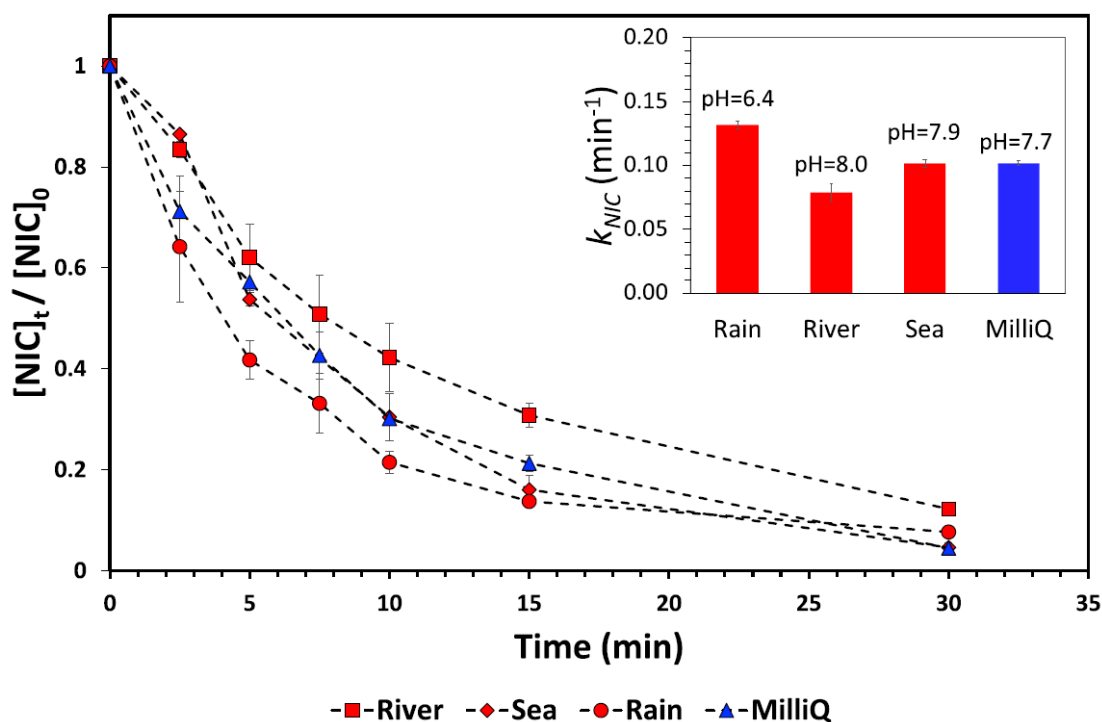 [NIC]t / [NIC]0
1
0.8
0.6
0.4
0.2
0
0
5
10
15
20
25
30
35
Time (min)
kNIC (min-1)
0.20
0.15
0.10
0.05
0.00
pH=6.4
pH=8.0
pH=7.9
pH=7.7
Rain
River
Sea
MilliQ
River
Sea
Rain
MilliQ